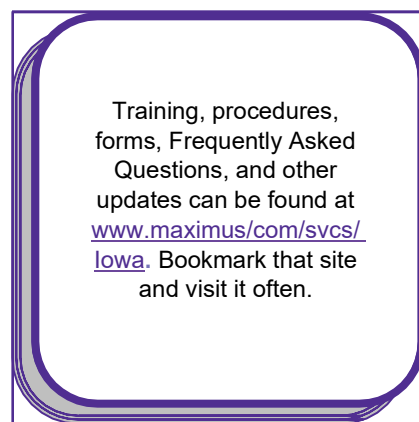 Training, procedures,
forms, Frequently Asked
Questions, and other
updates can be found at
www.maximus/com/svcs/
Iowa. Bookmark that site
and visit it often.